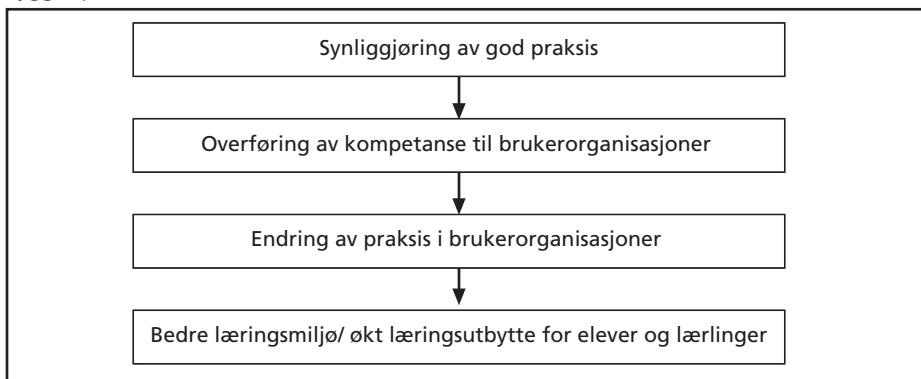 Synliggjøring av god praksis
Overføring av kompetanse til brukerorganisasjoner
Endring av praksis i brukerorganisasjoner
Bedre læringsmiljø/ økt læringsutbytte for elever og lærlinger